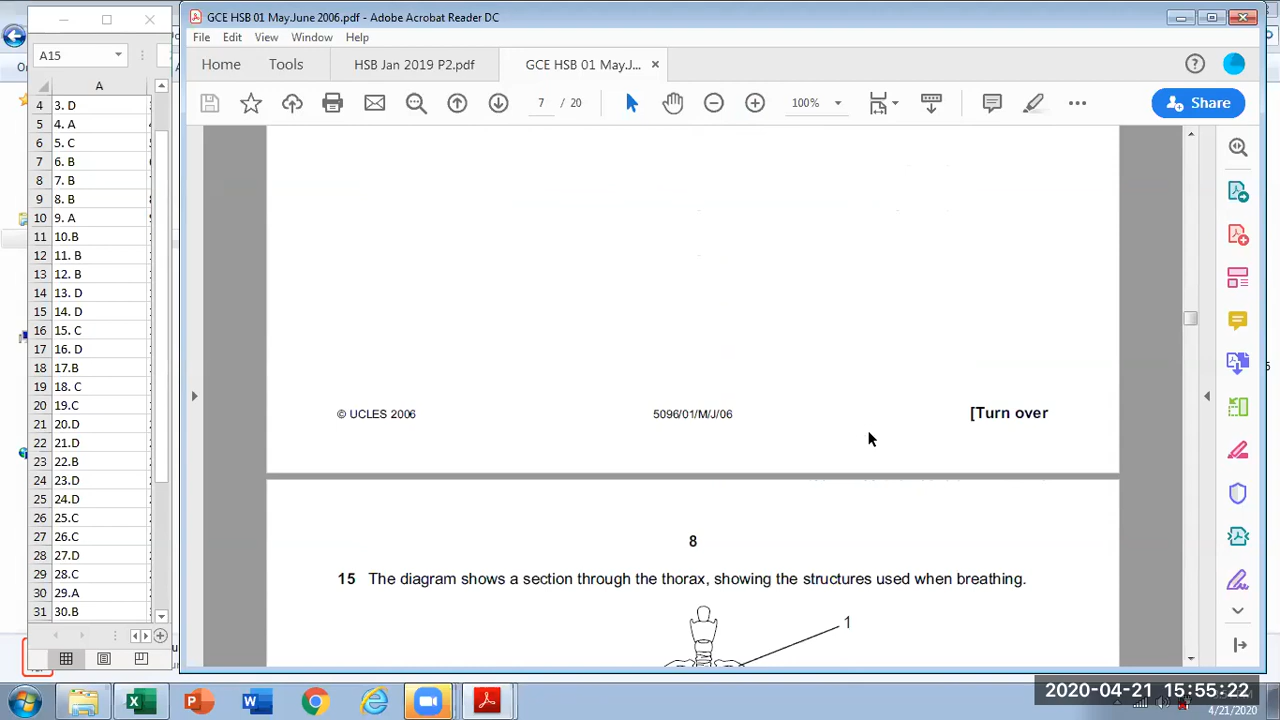 GCE HSB 01 May.June 2006.pdf - Adobe Acrobat Reader DC
File Edit View Window Help
Home Tools HSB Jan 2019 P2.pdf GCE HSB 01 May.J... ×
7 / 20 100% Share
A15
A
4 3. D
5 4. A
6 5. C
7 6. B
8 7. B
9 8. B
10 9. A
11 10.B
12 11. B
13 12. B
14 13. D
15 14. D
16 15. C
17 16. D
18 17.B
19 18. C
20 19.C
21 20.D
22 21.D
23 22.B
24 23.D
25 24.D
26 25.C
27 26.C
28 27.D
29 28.C
30 29.A
31 30.B
© UCLES 2006 5096/01/M/J/06 [Turn over
8
15 The diagram shows a section through the thorax, showing the structures used when breathing.
1
2020-04-21 15:55:22
4/21/2020